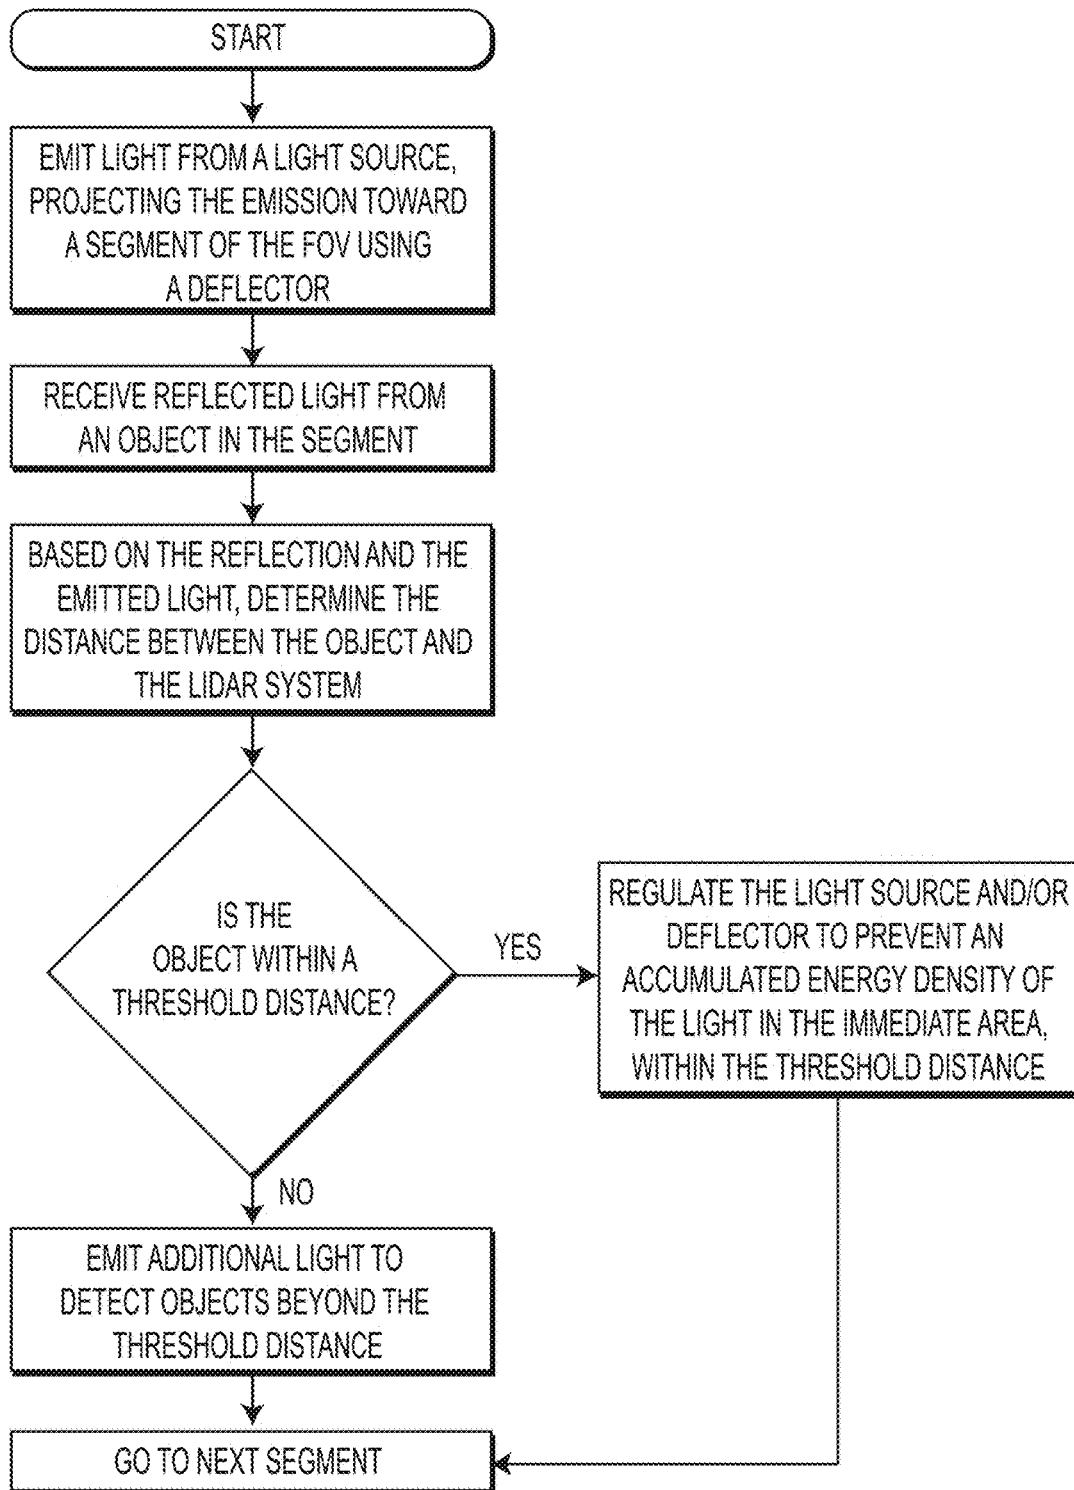 START
EMIT LIGHT FROM A LIGHT SOURCE,
PROJECTING THE EMISSION TOWARD
A SEGMENT OF THE FOV USING
A DEFLECTOR
RECEIVE REFLECTED LIGHT FROM
AN OBJECT IN THE SEGMENT
BASED ON THE REFLECTION AND THE
EMITTED LIGHT, DETERMINE THE
DISTANCE BETWEEN THE OBJECT AND
THE LIDAR SYSTEM
IS THE
OBJECT WITHIN A
THRESHOLD DISTANCE?
YES
REGULATE THE LIGHT SOURCE AND/OR
DEFLECTOR TO PREVENT AN
ACCUMULATED ENERGY DENSITY OF
THE LIGHT IN THE IMMEDIATE AREA,
WITHIN THE THRESHOLD DISTANCE
NO
EMIT ADDITIONAL LIGHT TO
DETECT OBJECTS BEYOND THE
THRESHOLD DISTANCE
GO TO NEXT SEGMENT